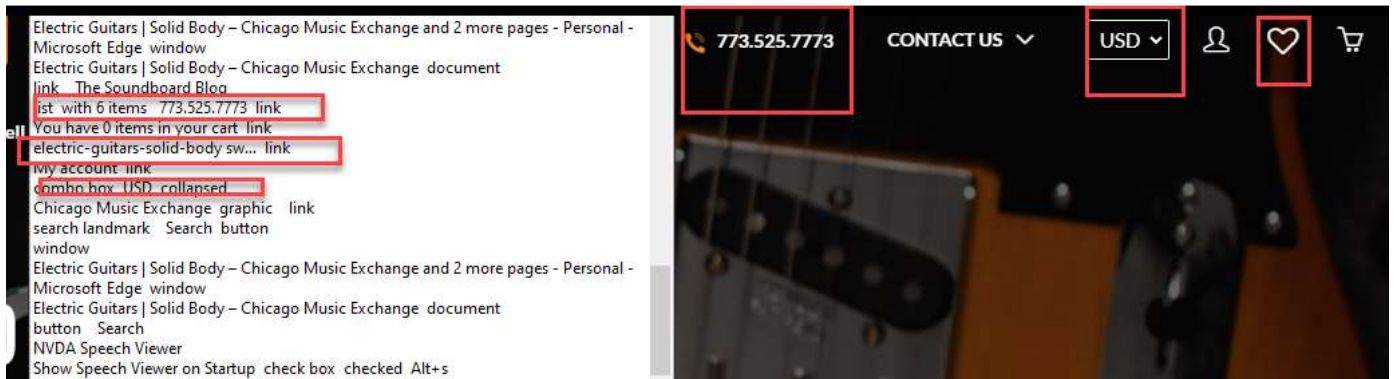 Electric Guitars | Solid Body – Chicago Music Exchange and 2 more pages - Personal -
Microsoft Edge window
Electric Guitars | Solid Body – Chicago Music Exchange document
link The Soundboard Blog
list with 6 items 773.525.7773 link
You have 0 items in your cart link
electric-guitars-solid-body sw... link
My account link
combo box USD collapsed
Chicago Music Exchange graphic link
search landmark Search button
window
Electric Guitars | Solid Body – Chicago Music Exchange and 2 more pages - Personal -
Microsoft Edge window
Electric Guitars | Solid Body – Chicago Music Exchange document
button Search
NVDA Speech Viewer
Show Speech Viewer on Startup check box checked Alt+s
ell
773.525.7773
CONTACT US
USD